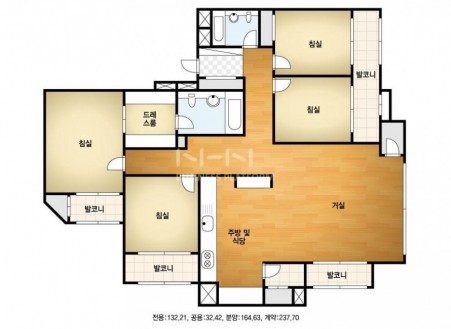 침실
발코니
침실
드레
스룸
침실
발코니
침실
거실
주방 및
식당
발코니
발코니
전용:132,21, 공용:32,42, 분양:164,63, 계약:237,70